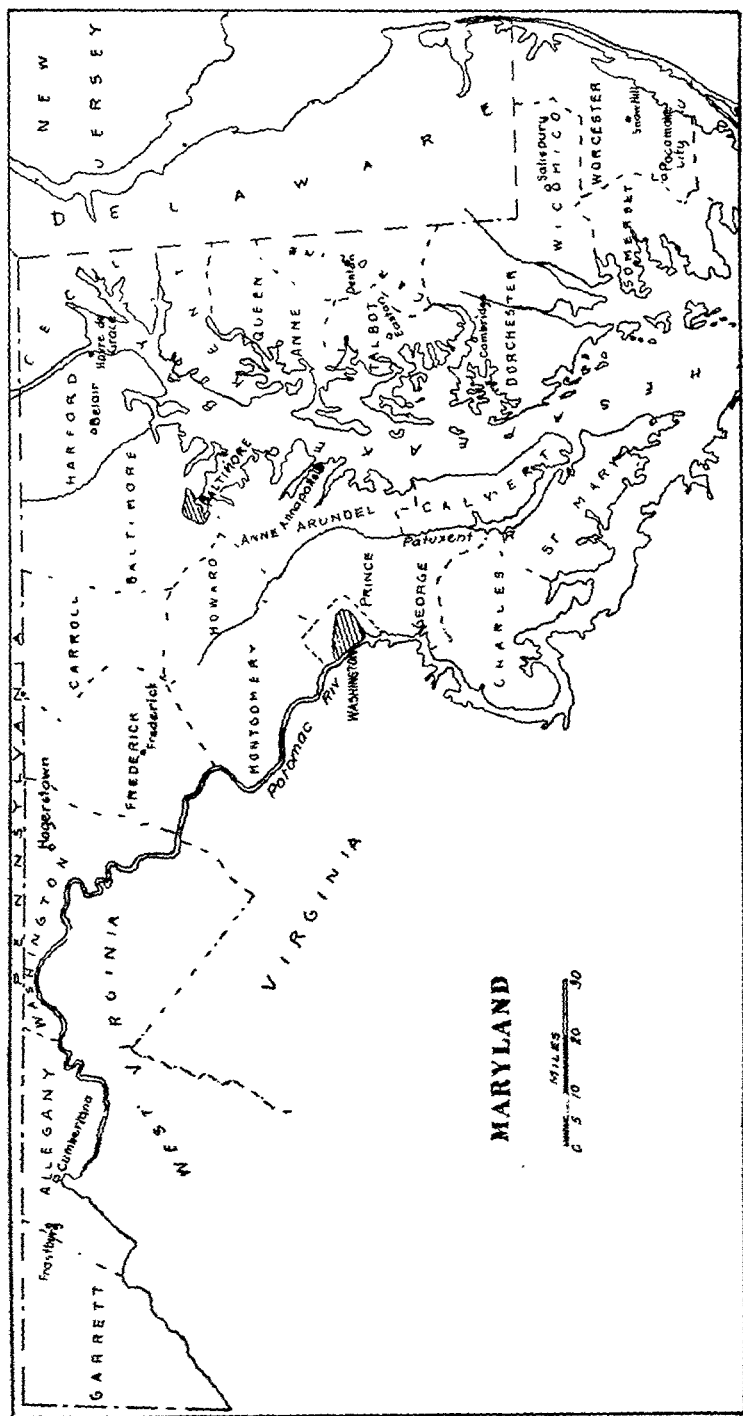 NEW
JERSEY
PENNSYLVANIA
DELAWARE
GARRETT
Frostburg
ALLEGANY
Cumberland
WASHINGTON
Hagerstown
FREDERICK
Frederick
CARROLL
BALTIMORE
HARFORD
Belair
Havre de
Grace
CECIL
KENT
QUEEN
ANNE
TALBOT
Easton
Denton
Cambridge
DORCHESTER
WICOMICO
Salisbury
WORCESTER
Snow Hill
Pocomoke
City
SOMERSET
BALTIMORE
Annapolis
HOWARD
ANNE ARUNDEL
MONTGOMERY
WASHINGTON
PRINCE
GEORGE
CALVERT
Patuxent
CHARLES
ST MARY
Potomac Riv
WEST VIRGINIA
VIRGINIA
MARYLAND
MILES
0 5 10 20 30